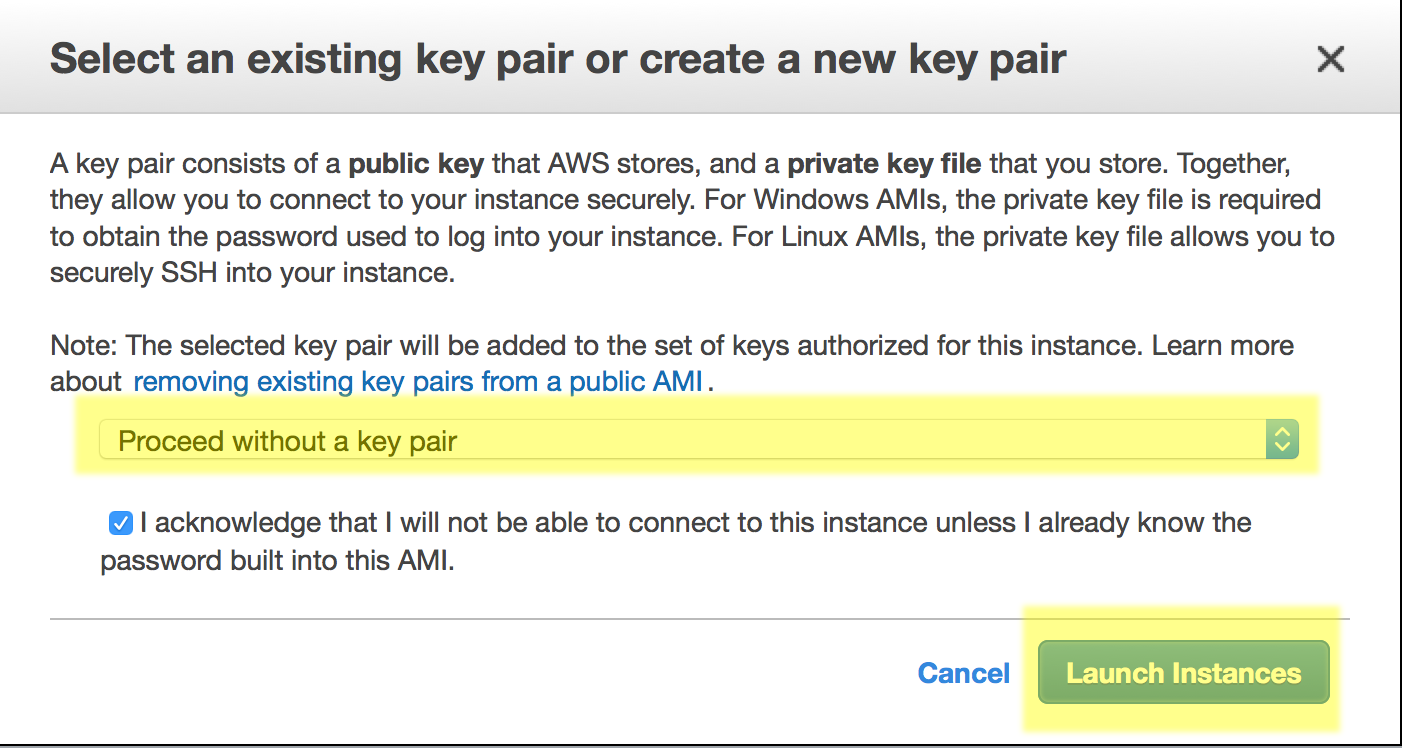 Select an existing key pair or create a new key pair
A key pair consists of a public key that AWS stores, and a private key file that you store. Together,
they allow you to connect to your instance securely. For Windows AMIs, the private key file is required
to obtain the password used to log into your instance. For Linux AMIs, the private key file allows you to
securely SSH into your instance.
Note: The selected key pair will be added to the set of keys authorized for this instance. Learn more
about removing existing key pairs from a public AMI .
Proceed without a key pair
I acknowledge that I will not be able to connect to this instance unless I already know the
password built into this AMI.
Cancel Launch Instances